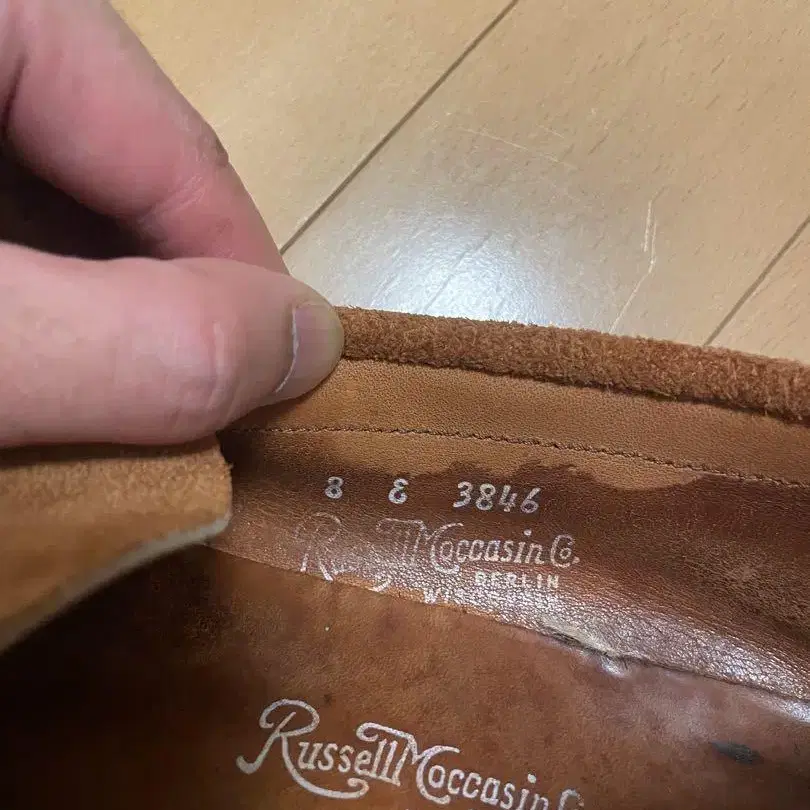 8 E 3846
Russell Moccasin Co.
BERLIN
Russell Moccasin C